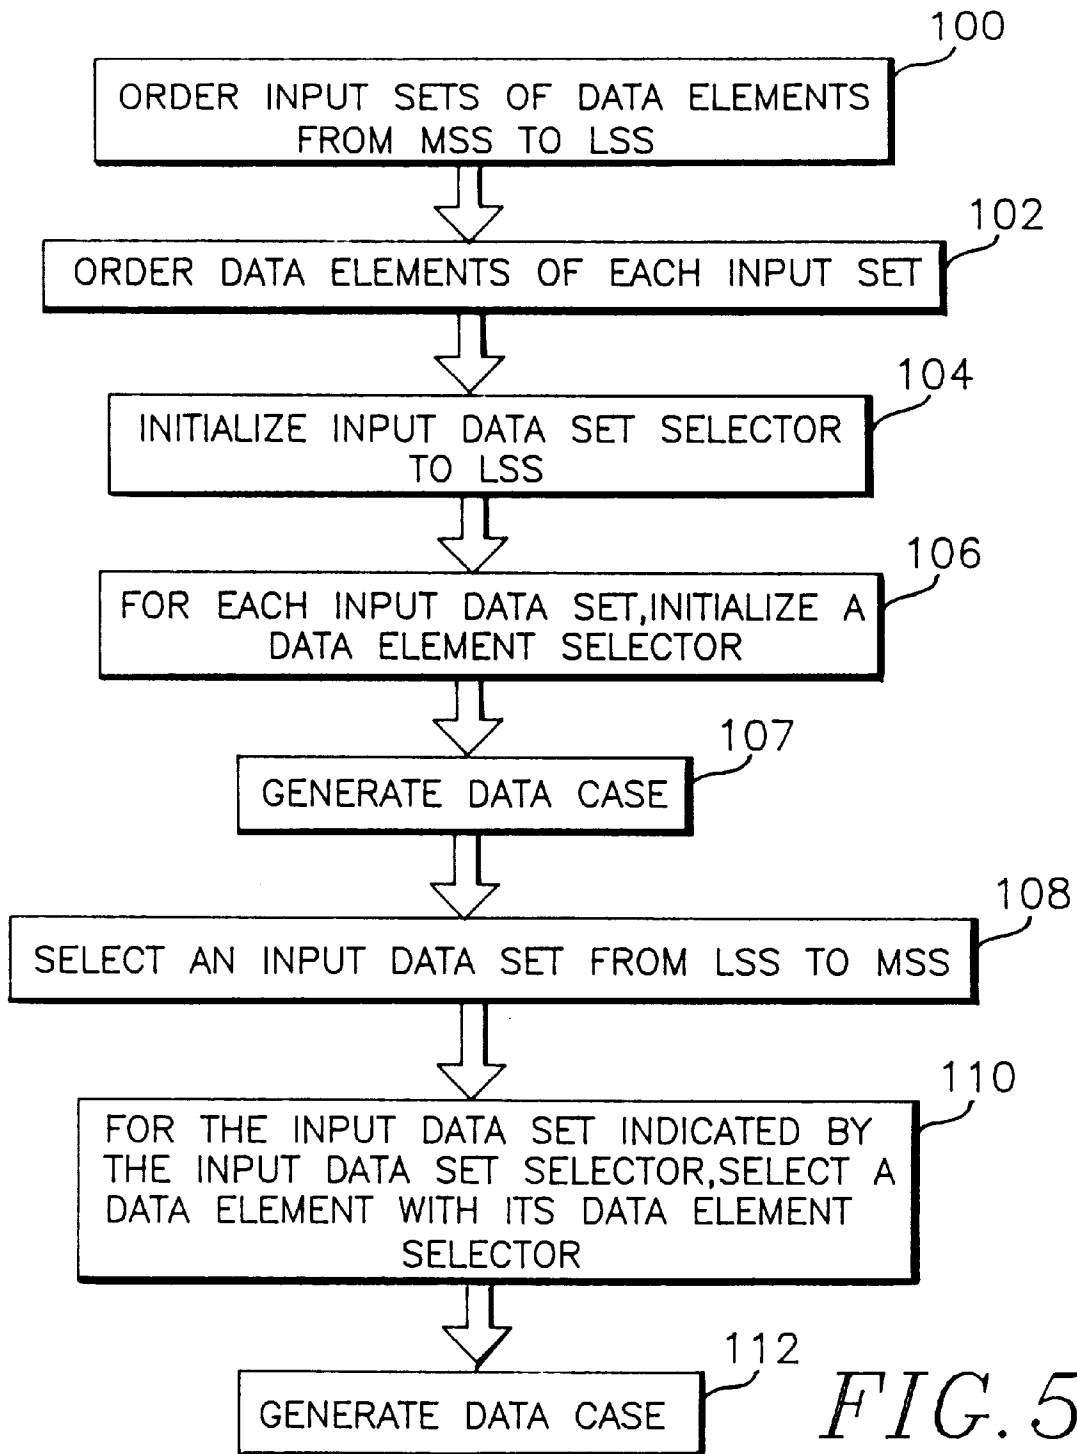 100
ORDER INPUT SETS OF DATA ELEMENTS
FROM MSS TO LSS
102
ORDER DATA ELEMENTS OF EACH INPUT SET
104
INITIALIZE INPUT DATA SET SELECTOR
TO LSS
106
FOR EACH INPUT DATA SET,INITIALIZE A
DATA ELEMENT SELECTOR
107
GENERATE DATA CASE
108
SELECT AN INPUT DATA SET FROM LSS TO MSS
110
FOR THE INPUT DATA SET INDICATED BY
THE INPUT DATA SET SELECTOR,SELECT A
DATA ELEMENT WITH ITS DATA ELEMENT
SELECTOR
112
GENERATE DATA CASE
FIG.5